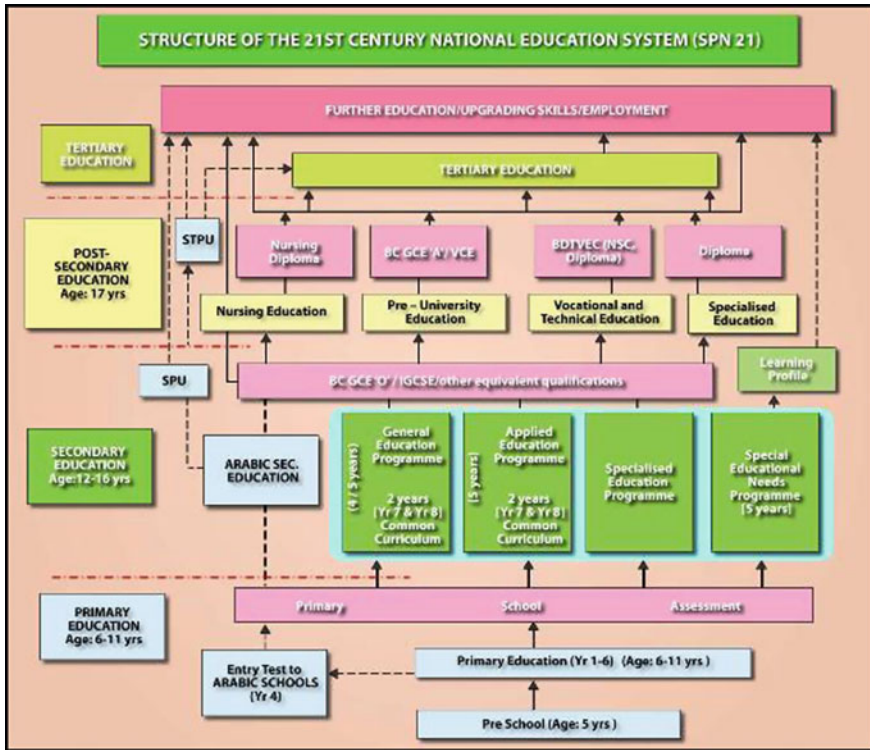 STRUCTURE OF THE 21ST CENTURY NATIONAL EDUCATION SYSTEM (SPN 21)
FURTHER EDUCATION/UPGRADING SKILLS/EMPLOYMENT
TERTIARY
EDUCATION
TERTIARY EDUCATION
POST-
SECONDARY
EDUCATION
Age: 17 yrs
STPU
Nursing
Diploma
BC GCE 'A'/ VCE
BDTVEC (NSC,
Diploma)
Diploma
Nursing Education
Pre – University
Education
Vocational and
Technical Education
Specialised
Education
SPU
BC GCE 'O' / IGCSE/other equivalent qualifications
Learning
Profile
SECONDARY
EDUCATION
Age:12-16 yrs
ARABIC SEC.
EDUCATION
(4 / 5 years)
General
Education
Programme
2 years
[Yr 7 & Yr 8]
Common
Curriculum
[5 years]
Applied
Education
Programme
2 years
[Yr 7 & Yr 8]
Common
Curriculum
Specialised
Education
Programme
Special
Educational
Needs
Programme
[5 years]
PRIMARY
EDUCATION
Age: 6-11 yrs
Primary School Assessment
Entry Test to
ARABIC SCHOOLS
(Yr 4)
Primary Education (Yr 1-6) (Age: 6-11 yrs )
Pre School (Age: 5 yrs )